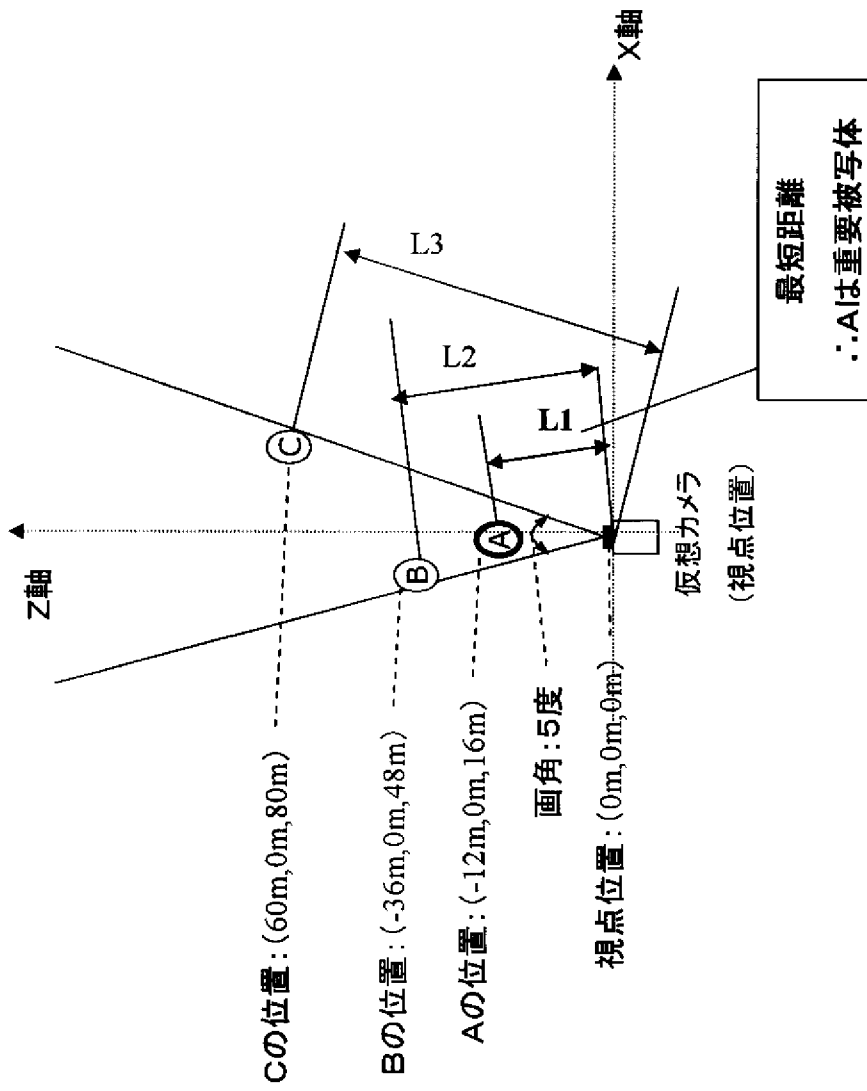 Z軸
X軸
Cの位置：(60m,0m,80m)
Bの位置：(-36m,0m,48m)
Aの位置：(-12m,0m,16m)
画角：5度
視点位置：(0m,0m,0m)
C
B
A
L3
L2
L1
仮想カメラ
(視点位置)
最短距離
∴Aは重要被写体